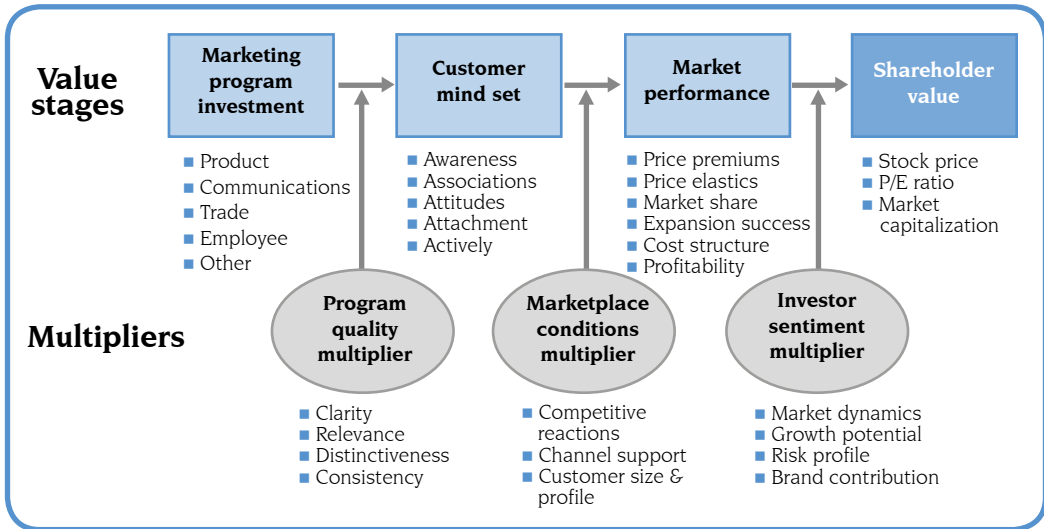 Value
stages
Marketing
program
investment
Customer
mind set
Market
performance
Shareholder
value
Product
Communications
Trade
Employee
Other
Awareness
Associations
Attitudes
Attachment
Actively
Price premiums
Price elastics
Market share
Expansion success
Cost structure
Profitability
Stock price
P/E ratio
Market
capitalization
Multipliers
Program
quality
multiplier
Marketplace
conditions
multiplier
Investor
sentiment
multiplier
Clarity
Relevance
Distinctiveness
Consistency
Competitive
reactions
Channel support
Customer size &
profile
Market dynamics
Growth potential
Risk profile
Brand contribution